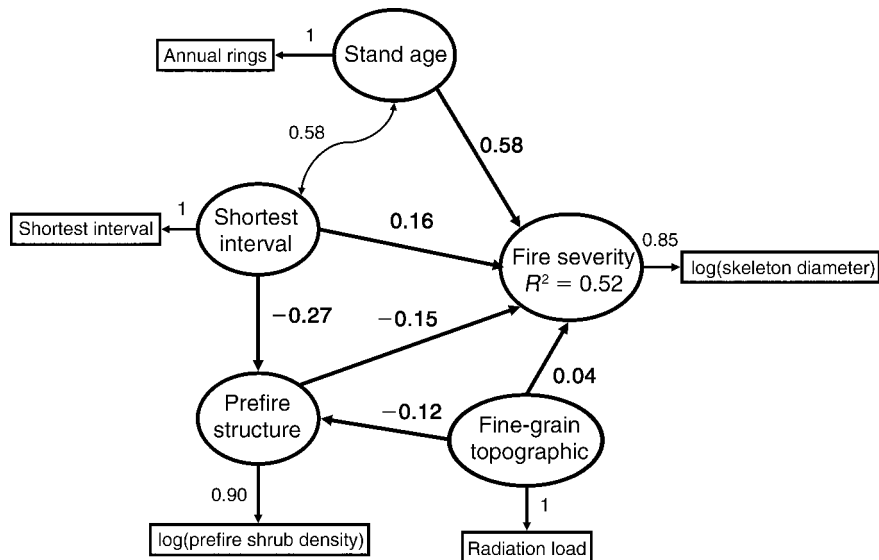 1
Annual rings
Stand age
0.58
0.58
1
Shortest interval
Shortest
interval
0.16
Fire severity
R² = 0.52
0.85
log(skeleton diameter)
−0.27
−0.15
0.04
Prefire
structure
−0.12
Fine-grain
topographic
0.90
1
log(prefire shrub density)
Radiation load